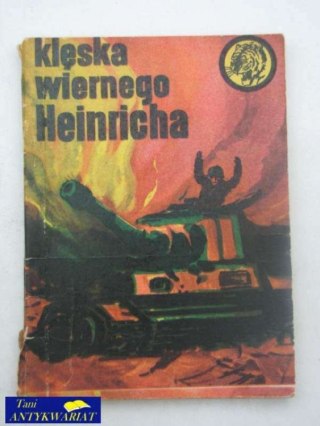 klęska
wiernego
Heinricha
Tani
ANTYKWARIAT